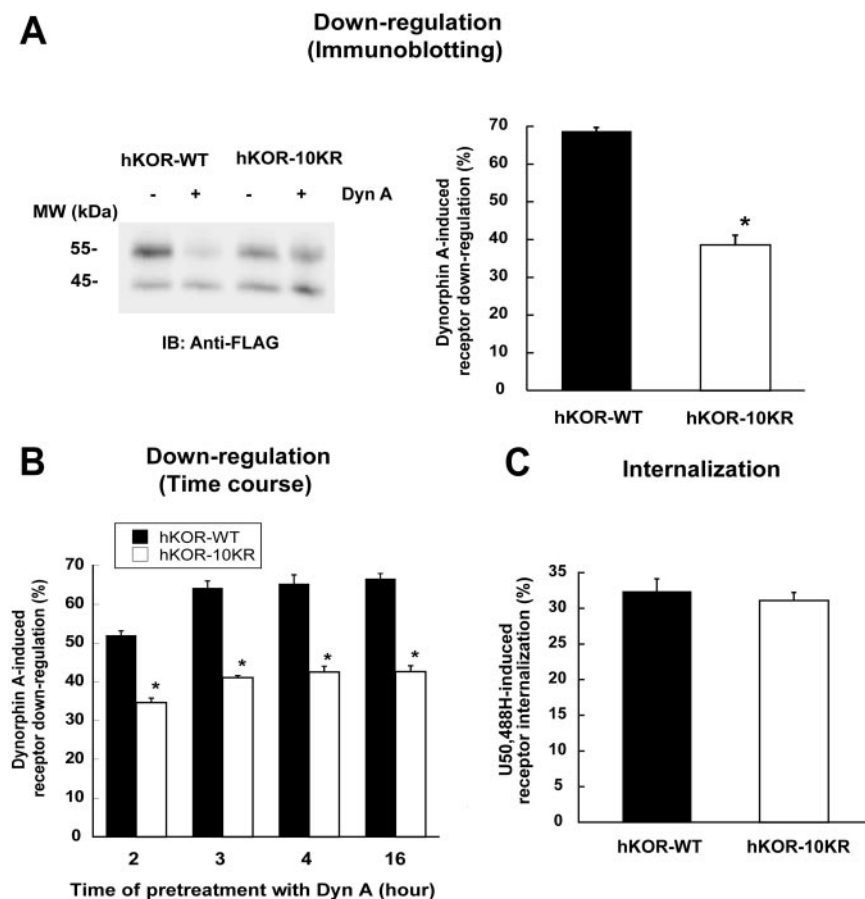 A
Down-regulation
(Immunoblotting)
hKOR-WT hKOR-10KR
- + - + Dyn A
MW (kDa)
55-
45-
IB: Anti-FLAG
Dynorphin A-induced
receptor down-regulation (%)
70
60
50
40
30
20
10
0
*
hKOR-WT hKOR-10KR
B
Down-regulation
(Time course)
hKOR-WT
hKOR-10KR
Dynorphin A-induced
receptor down-regulation (%)
70
60
50
40
30
20
10
0
* * * *
2 3 4 16
Time of pretreatment with Dyn A (hour)
C
Internalization
U50,488H-induced
receptor internalization (%)
35
30
25
20
15
10
5
0
hKOR-WT hKOR-10KR